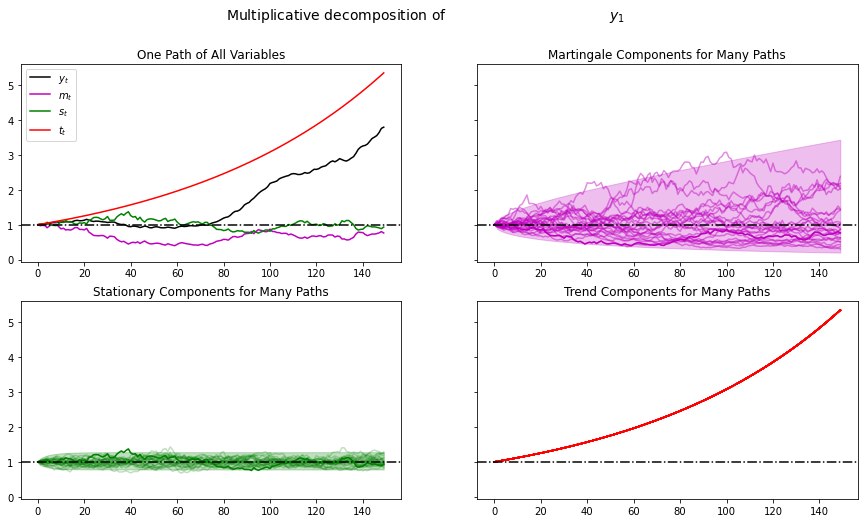 Multiplicative decomposition of y₁
One Path of All Variables
yₜ
mₜ
sₜ
tₜ
5
4
3
2
1
0
0 20 40 60 80 100 120 140
Martingale Components for Many Paths
0 20 40 60 80 100 120 140
Stationary Components for Many Paths
5
4
3
2
1
0
0 20 40 60 80 100 120 140
Trend Components for Many Paths
0 20 40 60 80 100 120 140